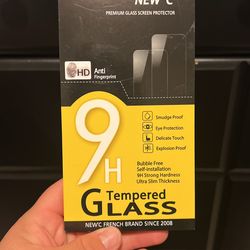 NEW'C
PREMIUM GLASS SCREEN PROTECTOR
HD
Anti
Fingerprint
9H
Smudge Proof
Eye Protection
Delicate Touch
Explosion Proof
Bubble Free
Self-Installation
9H Strong Hardness
Ultra Slim Thickness
Tempered
GLASS
NEW'C FRENCH BRAND SINCE 2008